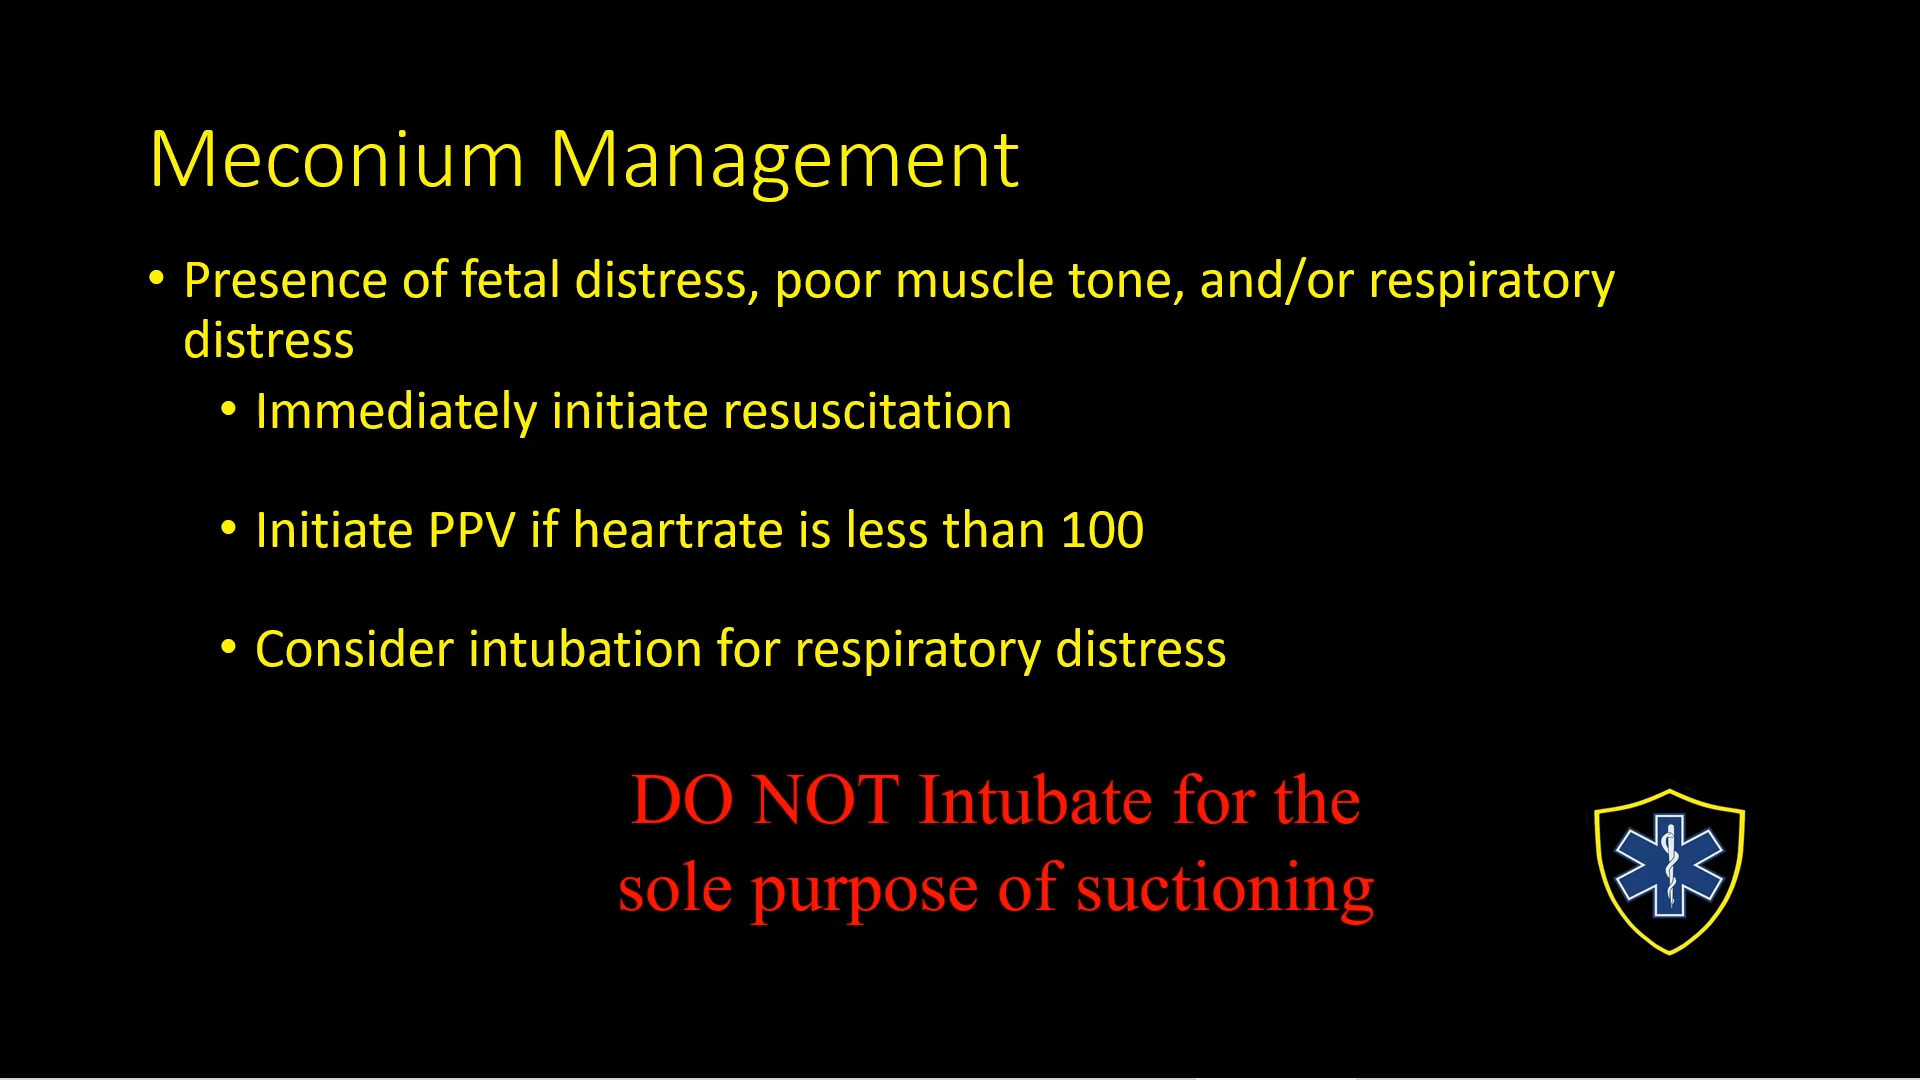 Meconium Management
• Presence of fetal distress, poor muscle tone, and/or respiratory
distress
• Immediately initiate resuscitation
• Initiate PPV if heartrate is less than 100
• Consider intubation for respiratory distress
DO NOT Intubate for the
sole purpose of suctioning